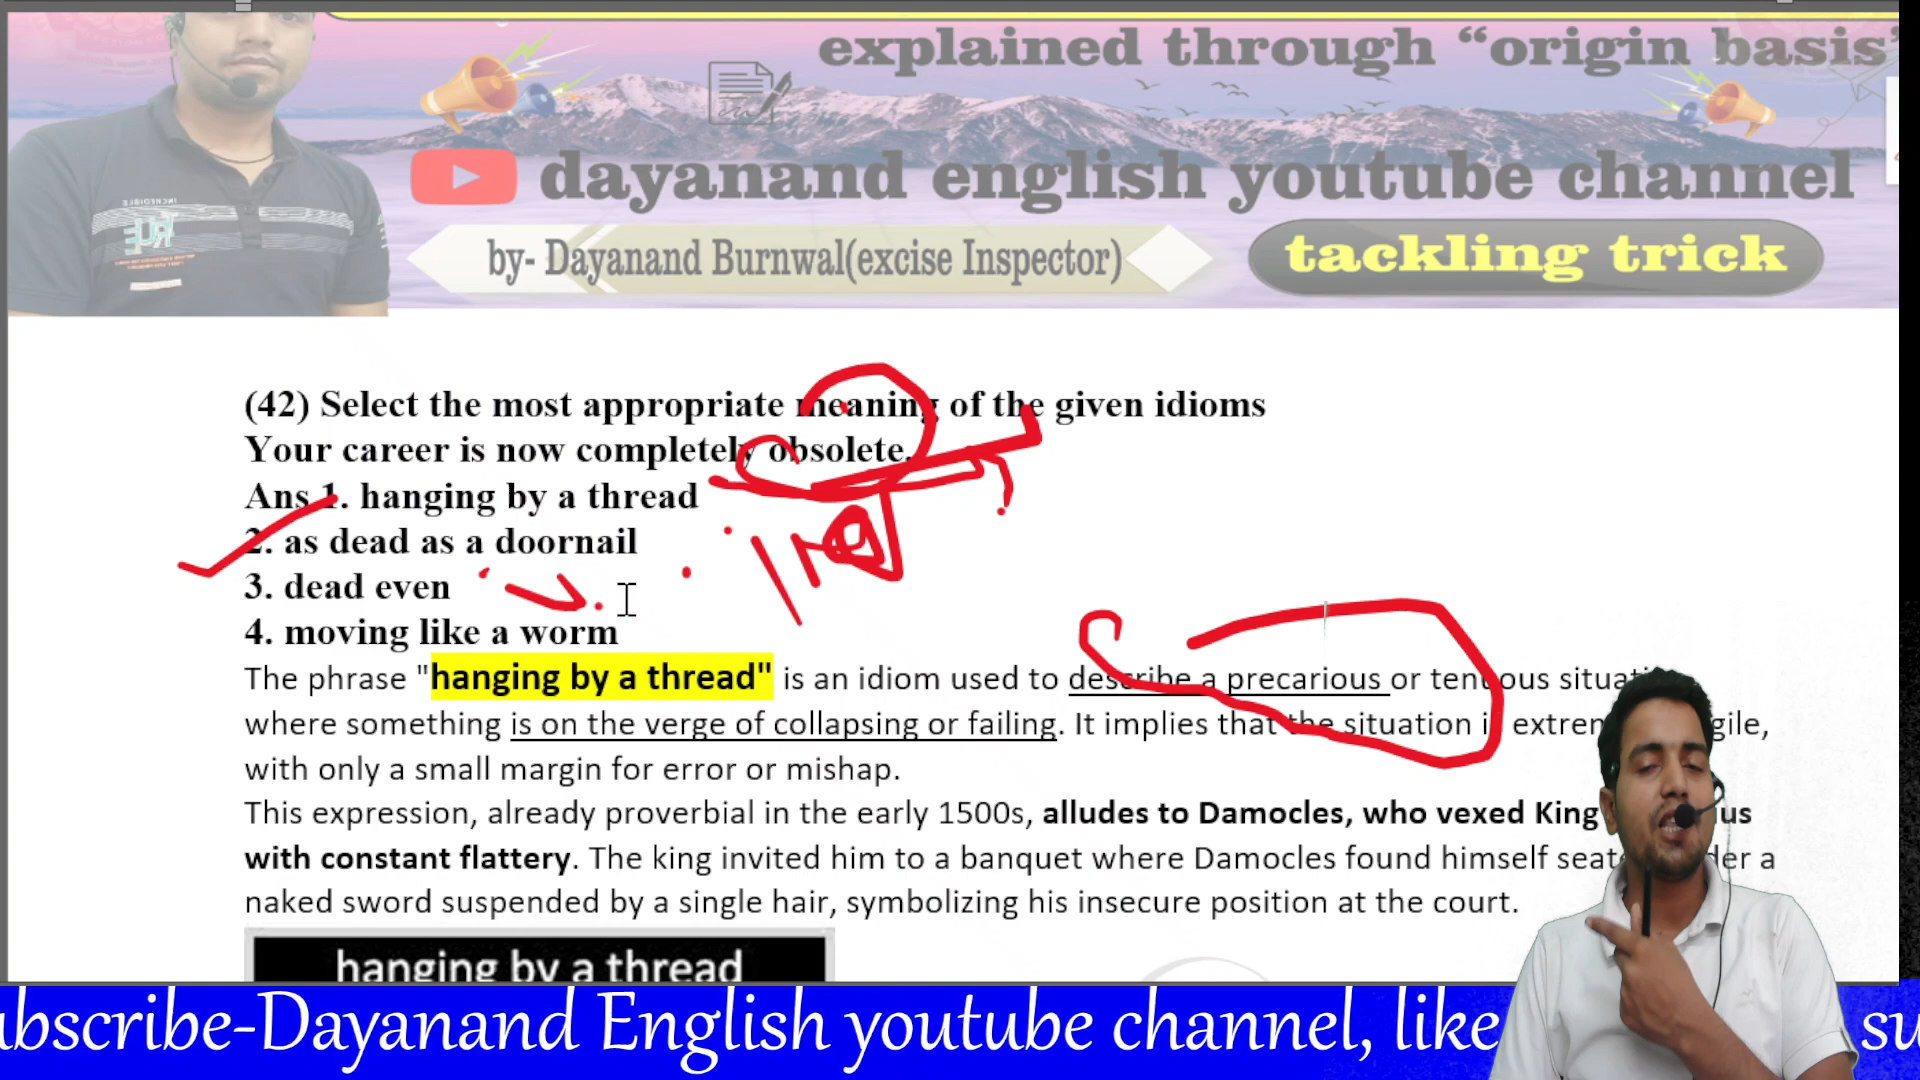 explained through “origin basis
dayanand english youtube channel
by- Dayanand Burnwal(excise Inspector)
tackling trick
(42) Select the most appropriate meaning of the given idioms
Your career is now completely obsolete.
Ans 1. hanging by a thread
2. as dead as a doornail
3. dead even
4. moving like a worm
The phrase "hanging by a thread" is an idiom used to describe a precarious or tenuous
where something is on the verge of collapsing or failing. It implies that the situation
with only a small margin for error or mishap.
This expression, already proverbial in the early 1500s, alludes to Damocles, who vexed King
with constant flattery. The king invited him to a banquet where Damocles found himself a
naked sword suspended by a single hair, symbolizing his insecure position at the court.
hanging by a thread
ubscribe-Dayanand English youtube channel, like su